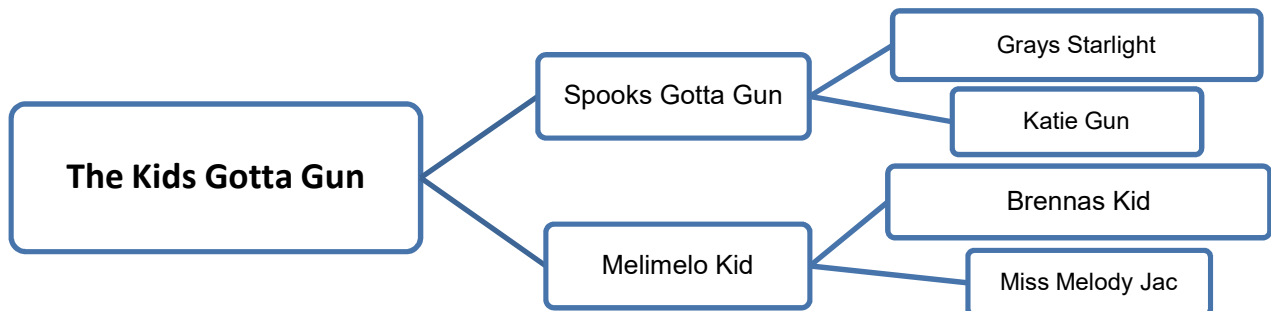 The Kids Gotta Gun
Spooks Gotta Gun
Grays Starlight
Katie Gun
Melimelo Kid
Brennas Kid
Miss Melody Jac